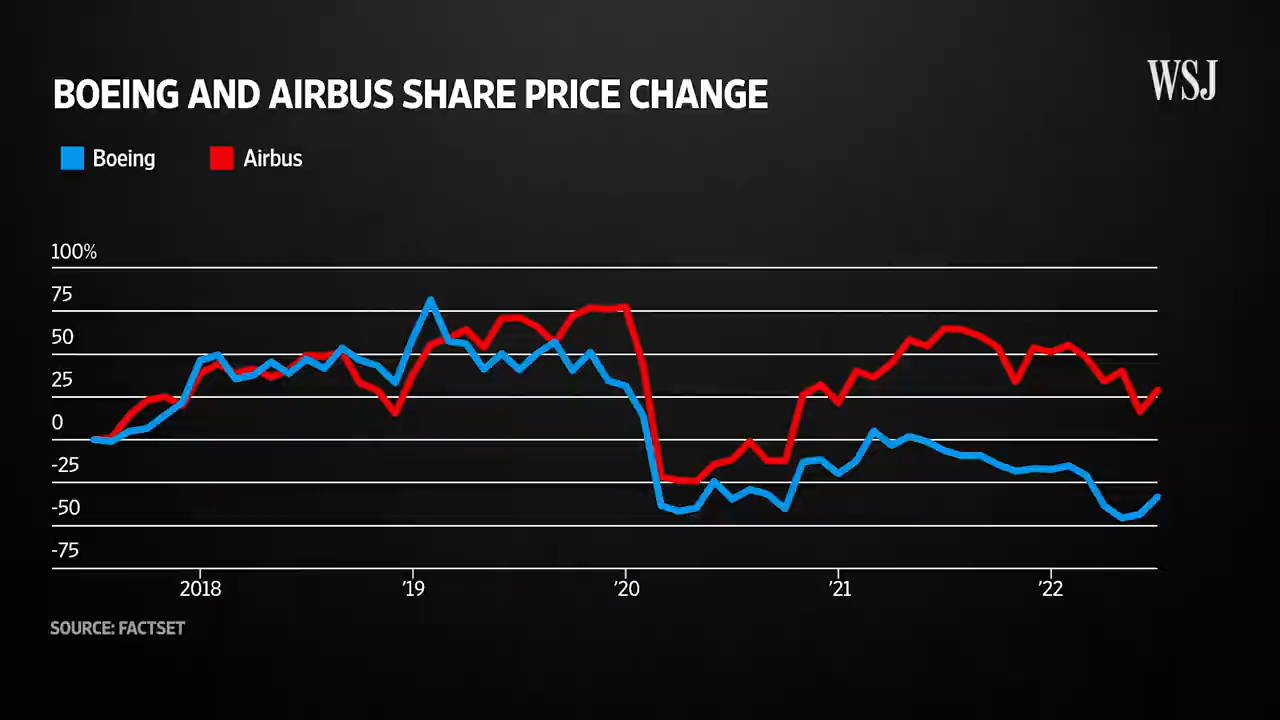 BOEING AND AIRBUS SHARE PRICE CHANGE
WSJ
Boeing Airbus
100%
75
50
25
0
-25
-50
-75
2018 ’19 ’20 ’21 ’22
SOURCE: FACTSET